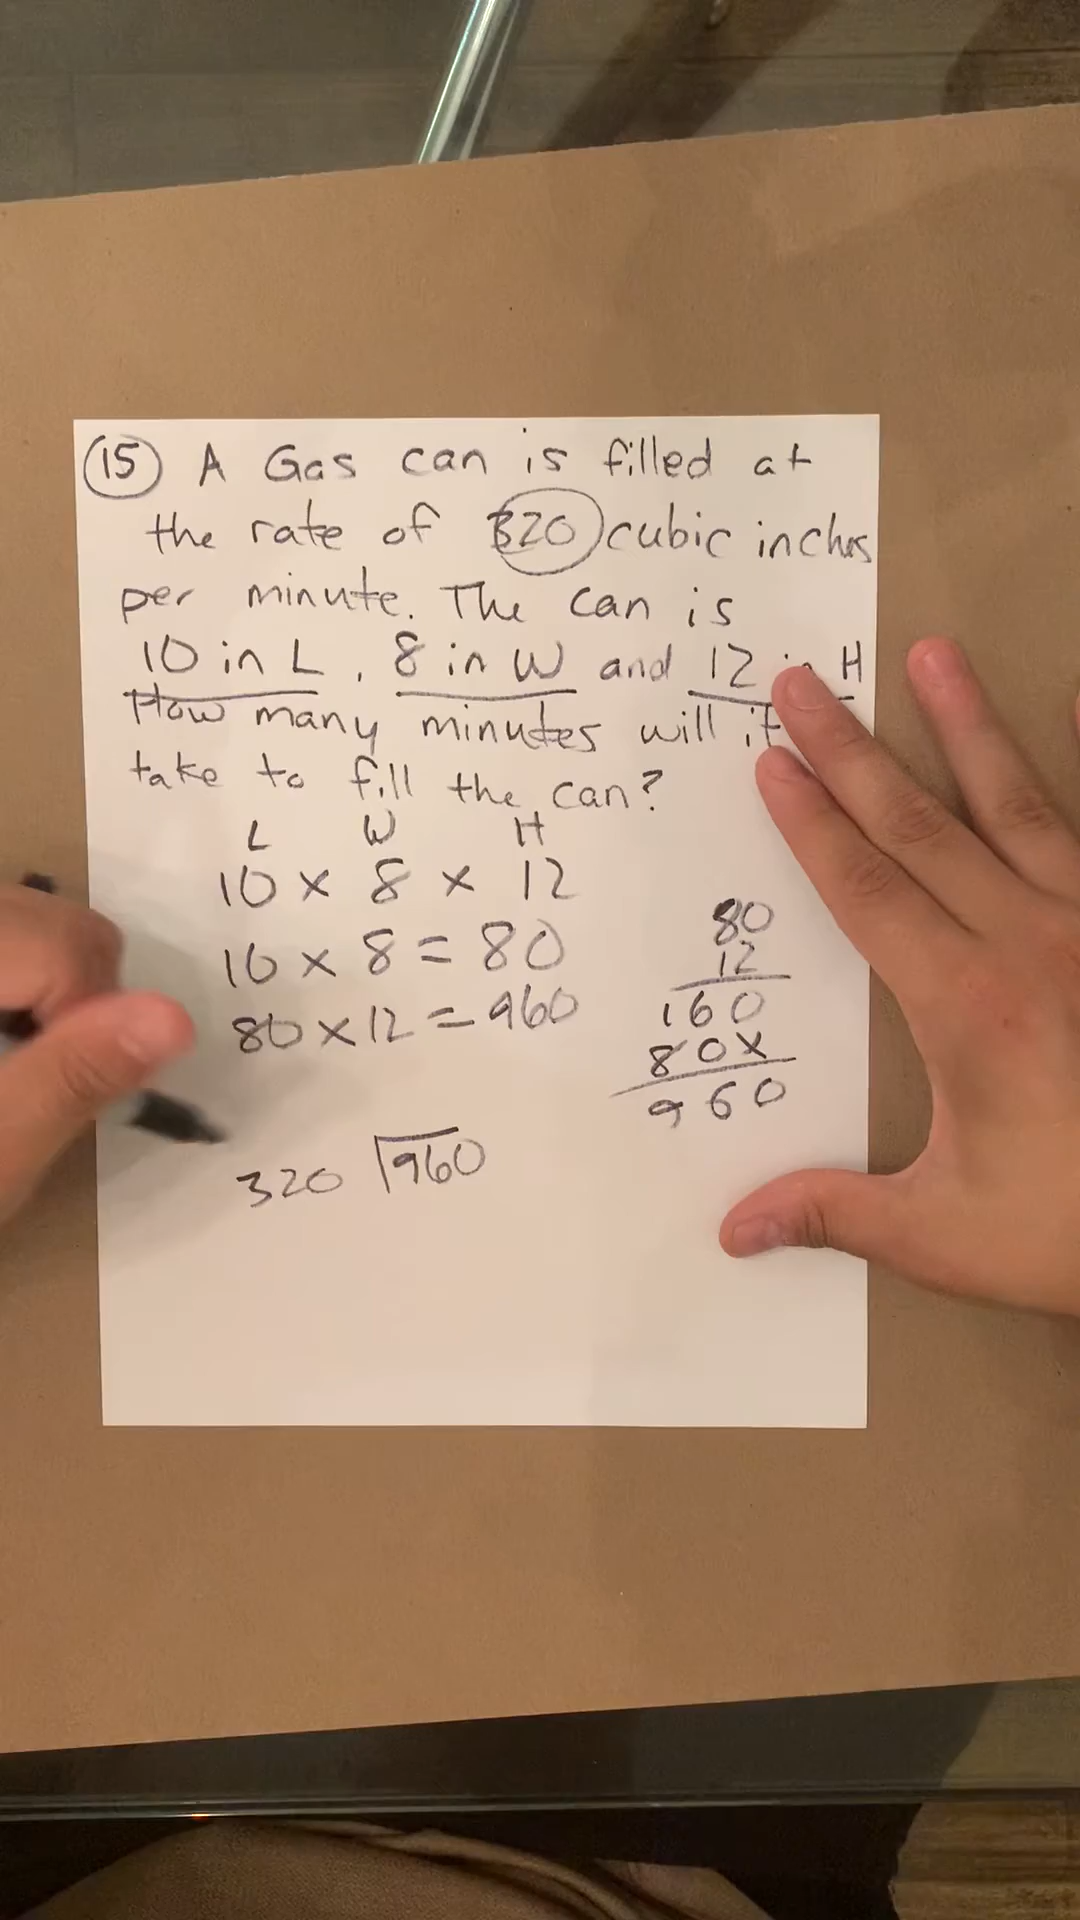 15 A Gas can is filled at
the rate of 320 cubic inches
per minute. The can is
10 in L, 8 in W and 12 in H
How many minutes will it
take to fill the can?
L W H
10 x 8 x 12
10 x 8 = 80
80 x 12 = 960
80
12
160
80x
960
320 960